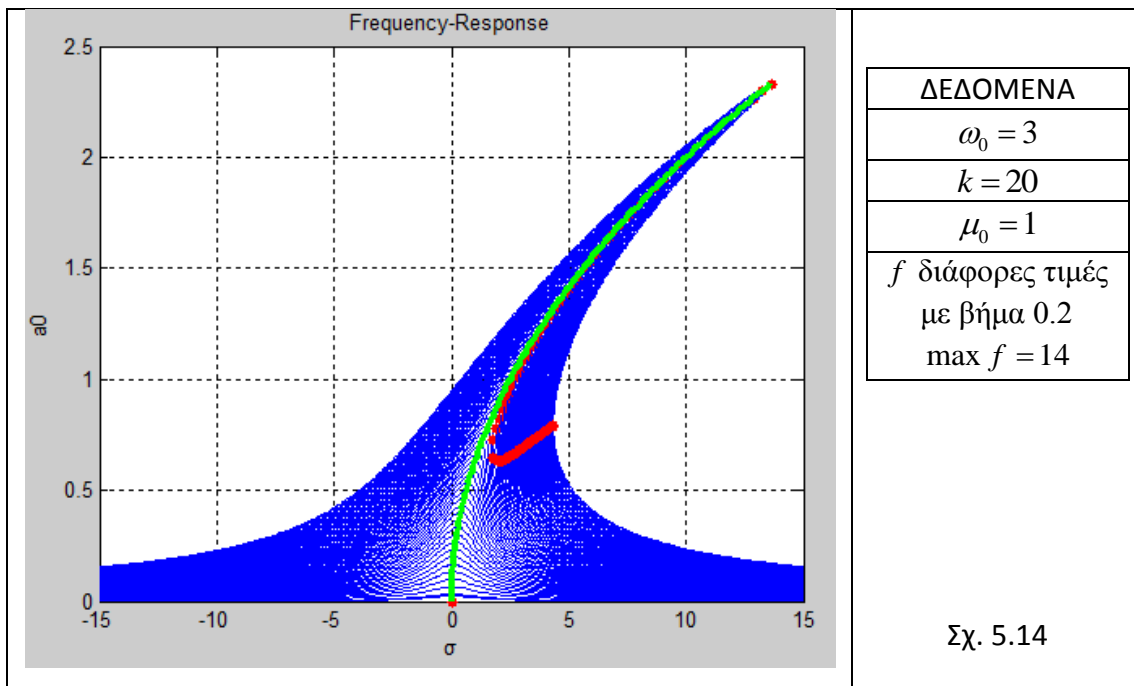 Frequency-Response
2.5
2
1.5
1
0.5
0
a0
-15
-10
-5
0
5
10
15
σ
ΔΕΔΟΜΕΝΑ
ω₀ = 3
k = 20
μ₀ = 1
f διάφορες τιμές
με βήμα 0.2
max f = 14
Σχ. 5.14